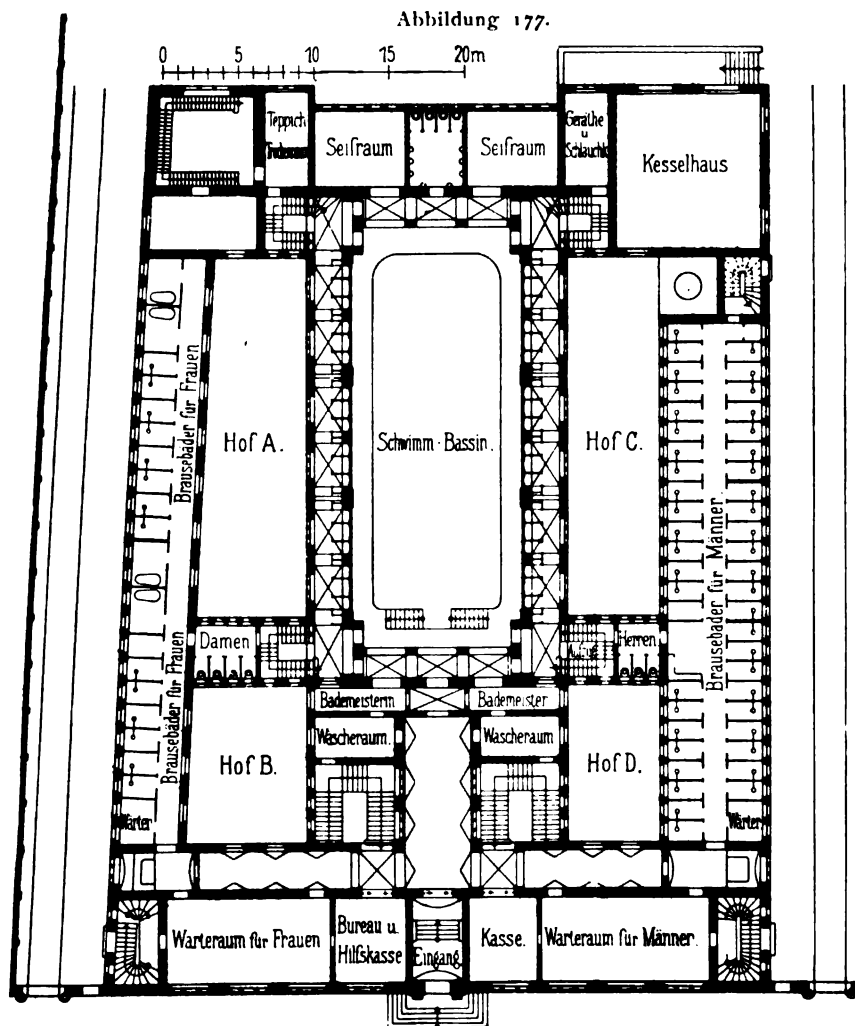 Abbildung 177.
0 5 10 15 20m
Teppich
Seifraum
Seifraum
Geräthe
u
Schlauchk
Kesselhaus
Brausebäder für Frauen
Hof A.
Schwimm-Bassin.
Hof C.
Brausebäder für Männer.
Damen
Herren
Brausebäder für Frauen
Bademeisterin
Bademeister
Wascheraum.
Wascheraum
Hof B.
Hof D.
Wärter
Wärter
Warteraum für Frauen
Bureau u
Hilfskasse
Eingang
Kasse.
Warteraum für Männer.